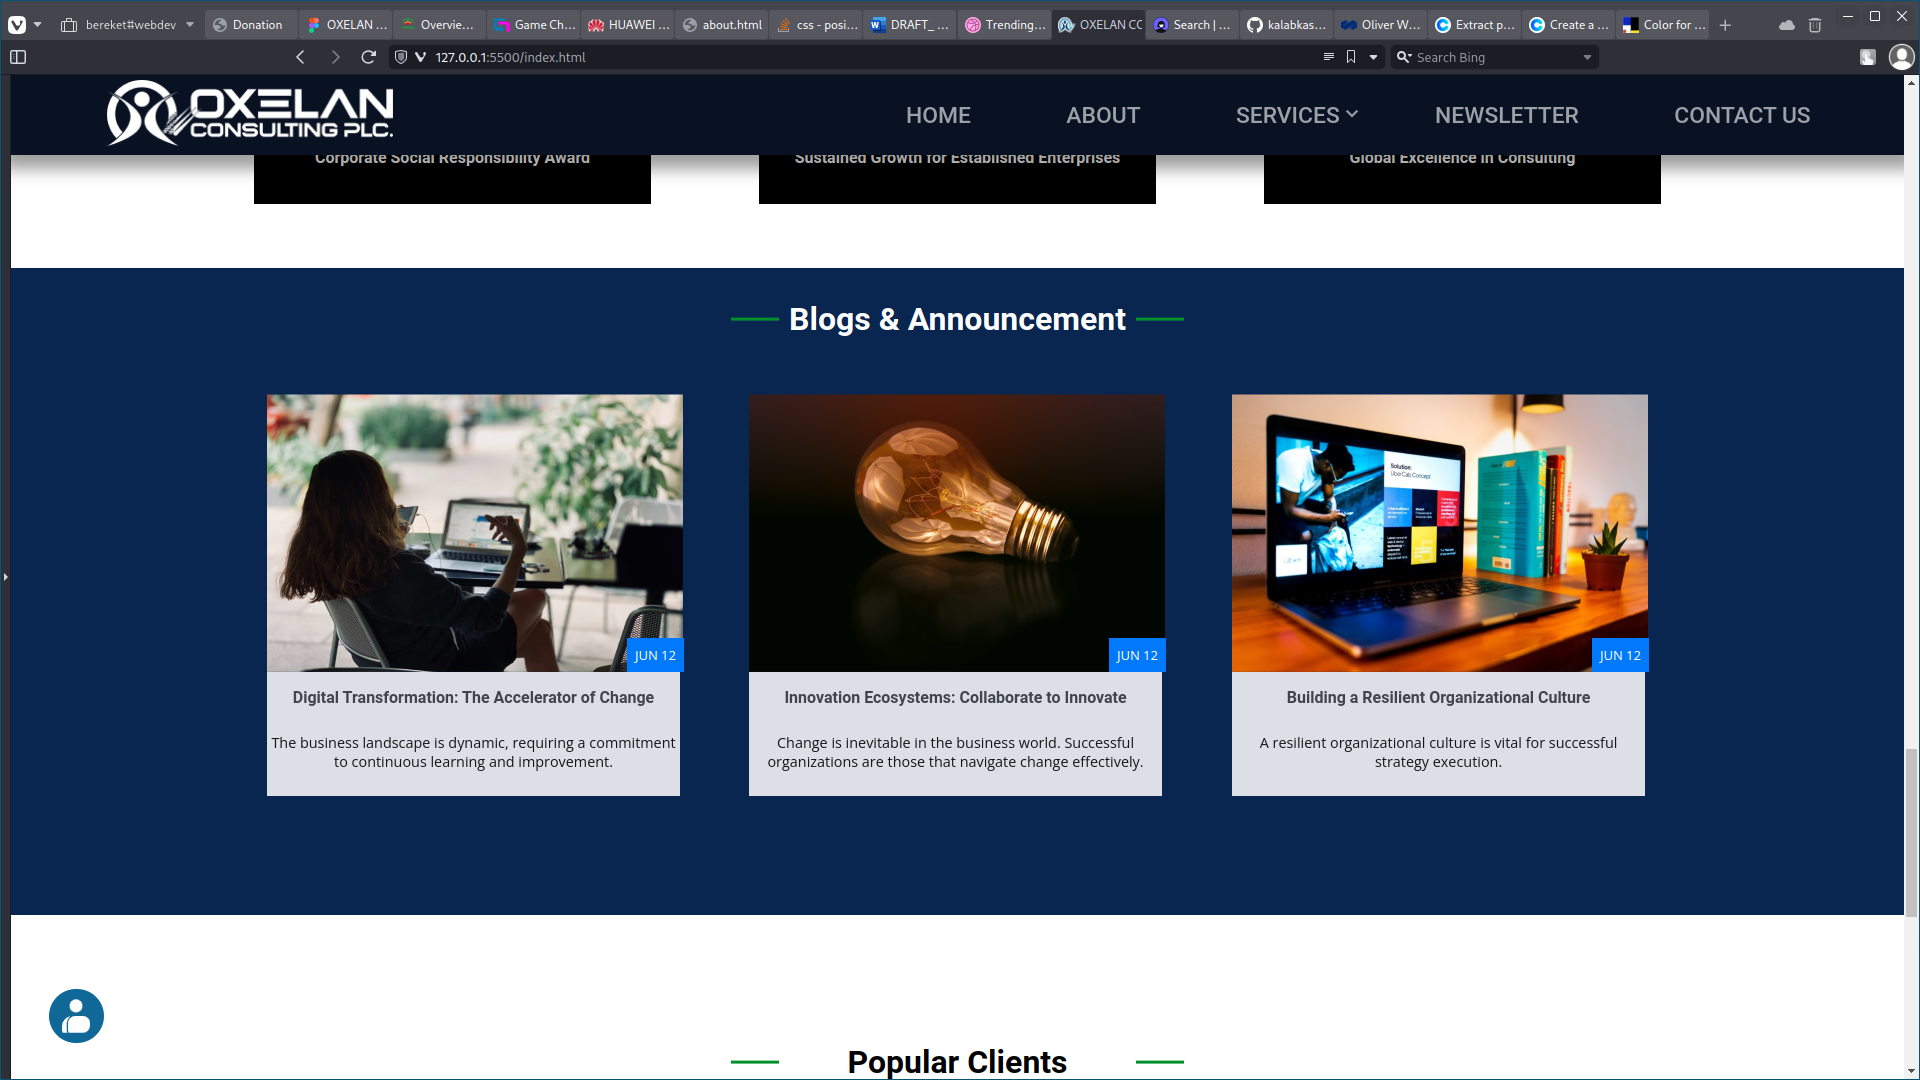 bereket#webdev
Donation
OXELAN ...
Overvie...
Game Ch...
HUAWEI ...
about.html
css - posi...
DRAFT_ ...
Trending...
OXELAN CC
Search | ...
kalabkas...
Oliver W...
Extract p...
Create a ...
Color for ...
127.0.0.1:5500/index.html
Search Bing
OXELAN
CONSULTING PLC.
HOME
ABOUT
SERVICES
NEWSLETTER
CONTACT US
Corporate Social Responsibility Award
Sustained Growth for Established Enterprises
Global Excellence in Consulting
Blogs & Announcement
Solution:
UberCab Concept
Uber
JUN 12
JUN 12
JUN 12
Digital Transformation: The Accelerator of Change
The business landscape is dynamic, requiring a commitment
to continuous learning and improvement.
Innovation Ecosystems: Collaborate to Innovate
Change is inevitable in the business world. Successful
organizations are those that navigate change effectively.
Building a Resilient Organizational Culture
A resilient organizational culture is vital for successful
strategy execution.
Popular Clients